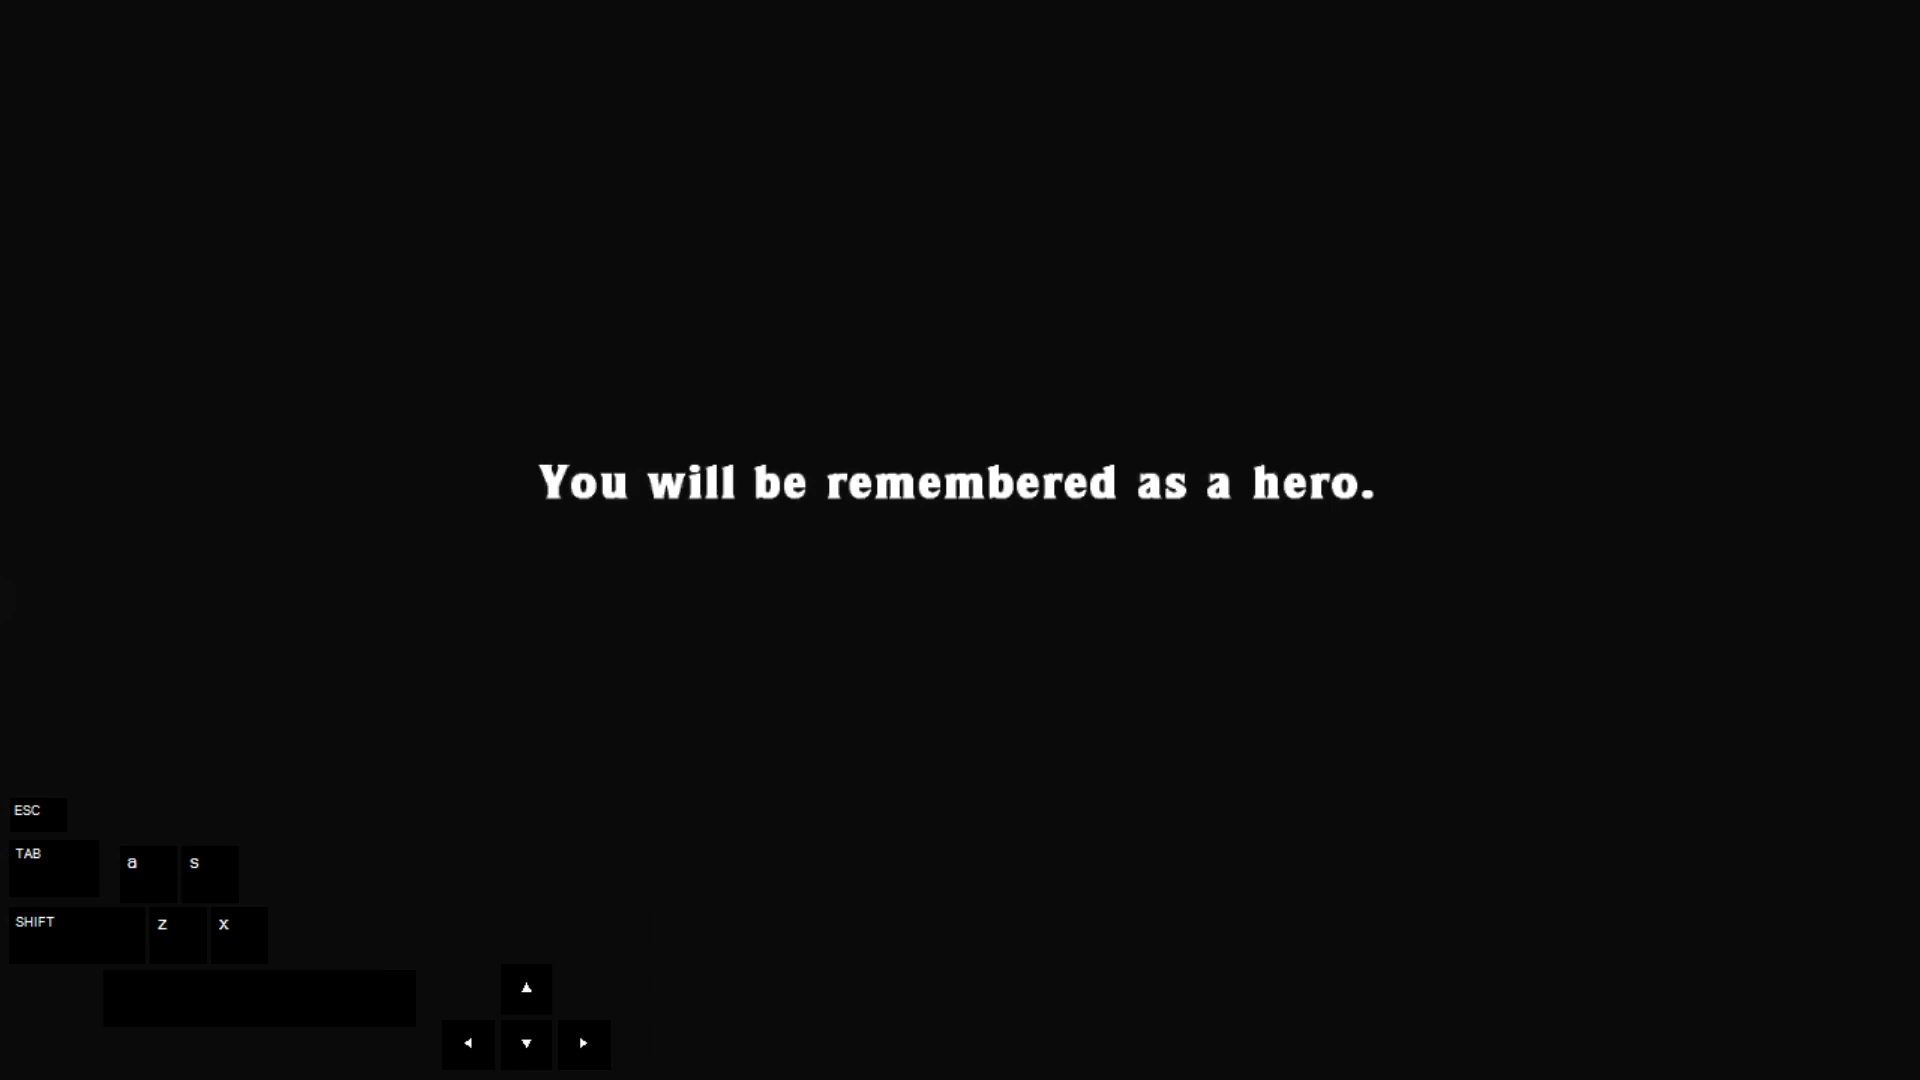 You will be remembered as a hero.
ESC
TAB
a s
SHIFT
z x